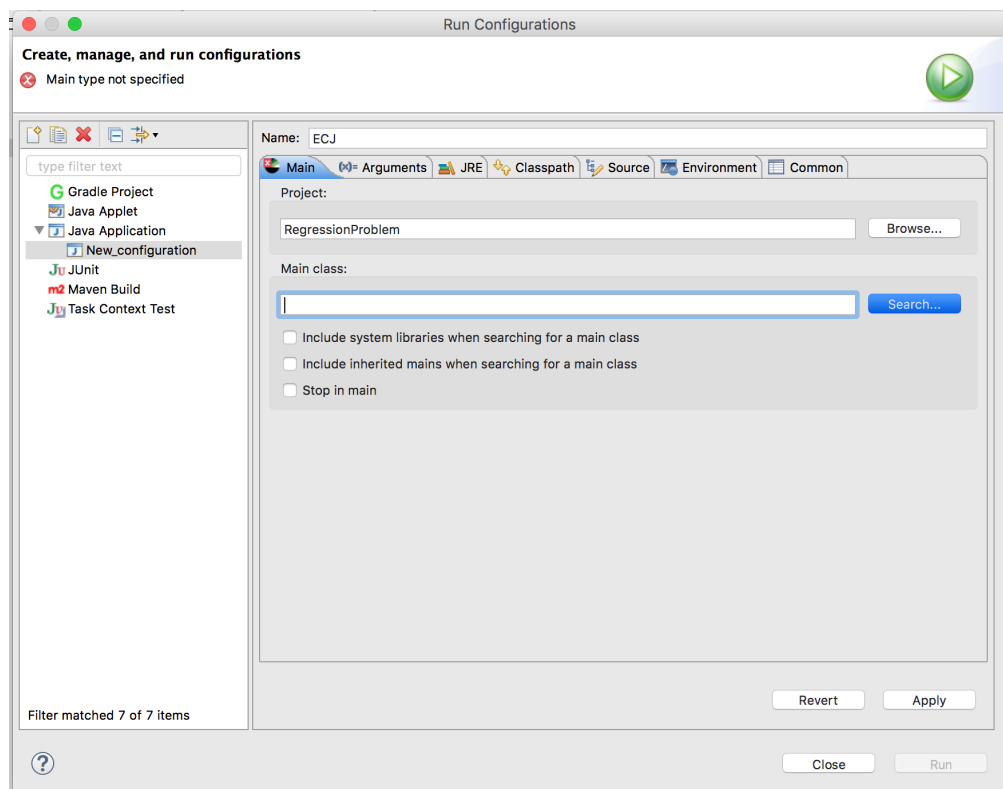 Run Configurations
Create, manage, and run configurations
Main type not specified
type filter text
Gradle Project
Java Applet
Java Application
New_configuration
JUnit
Maven Build
Task Context Test
Filter matched 7 of 7 items
Name: ECJ
Main (x)= Arguments JRE Classpath Source Environment Common
Project:
RegressionProblem Browse...
Main class:
Search...
Include system libraries when searching for a main class
Include inherited mains when searching for a main class
Stop in main
Revert Apply
? Close Run